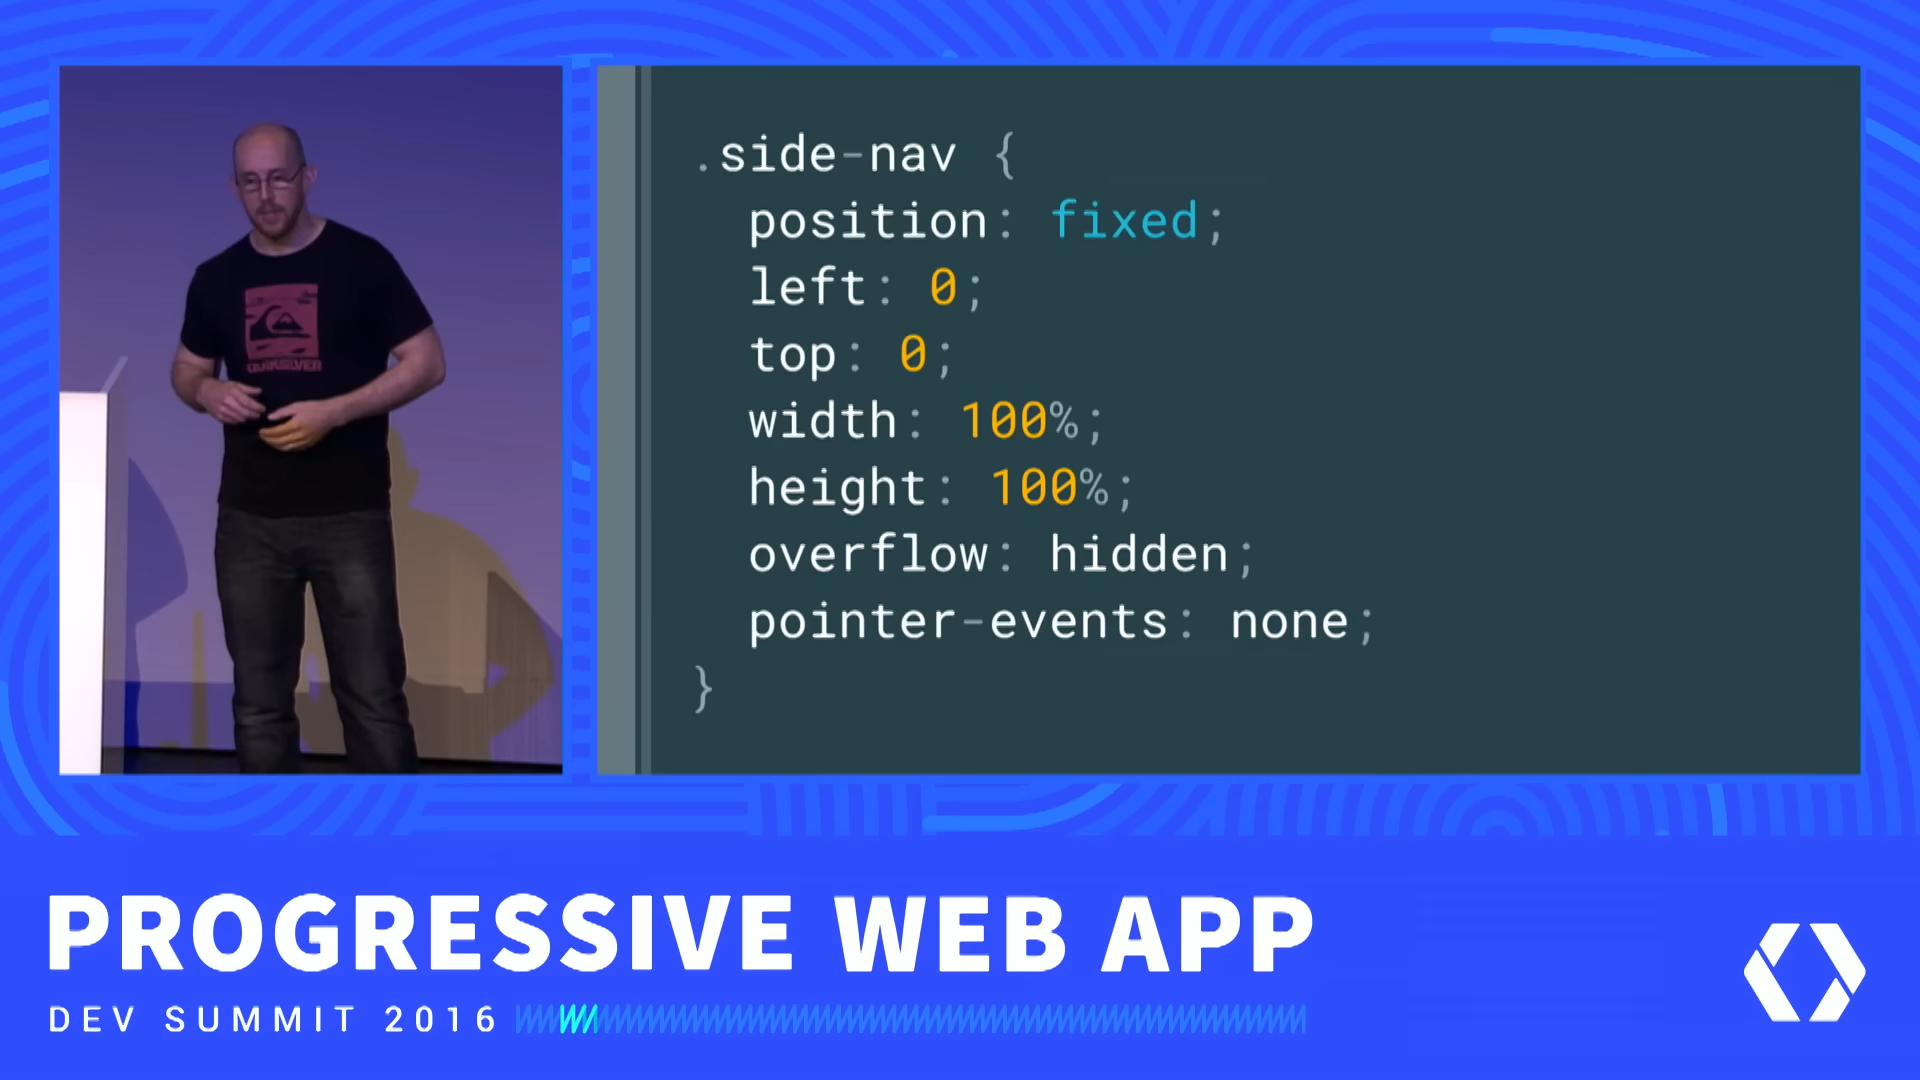 QUIKSILVER
.side-nav {
position: fixed;
left: 0;
top: 0;
width: 100%;
height: 100%;
overflow: hidden;
pointer-events: none;
}
PROGRESSIVE WEB APP
DEV SUMMIT 2016